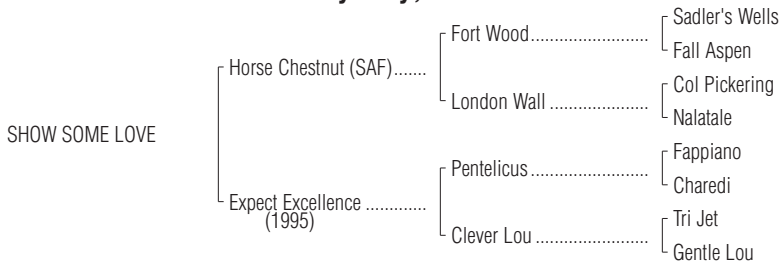 Sadler's Wells
Fort Wood..........................
Fall Aspen
Horse Chestnut (SAF).......
Col Pickering
London Wall ......................
Nalatale
SHOW SOME LOVE
Fappiano
Pentelicus..........................
Charedi
Expect Excellence .............
(1995)
Tri Jet
Clever Lou .........................
Gentle Lou